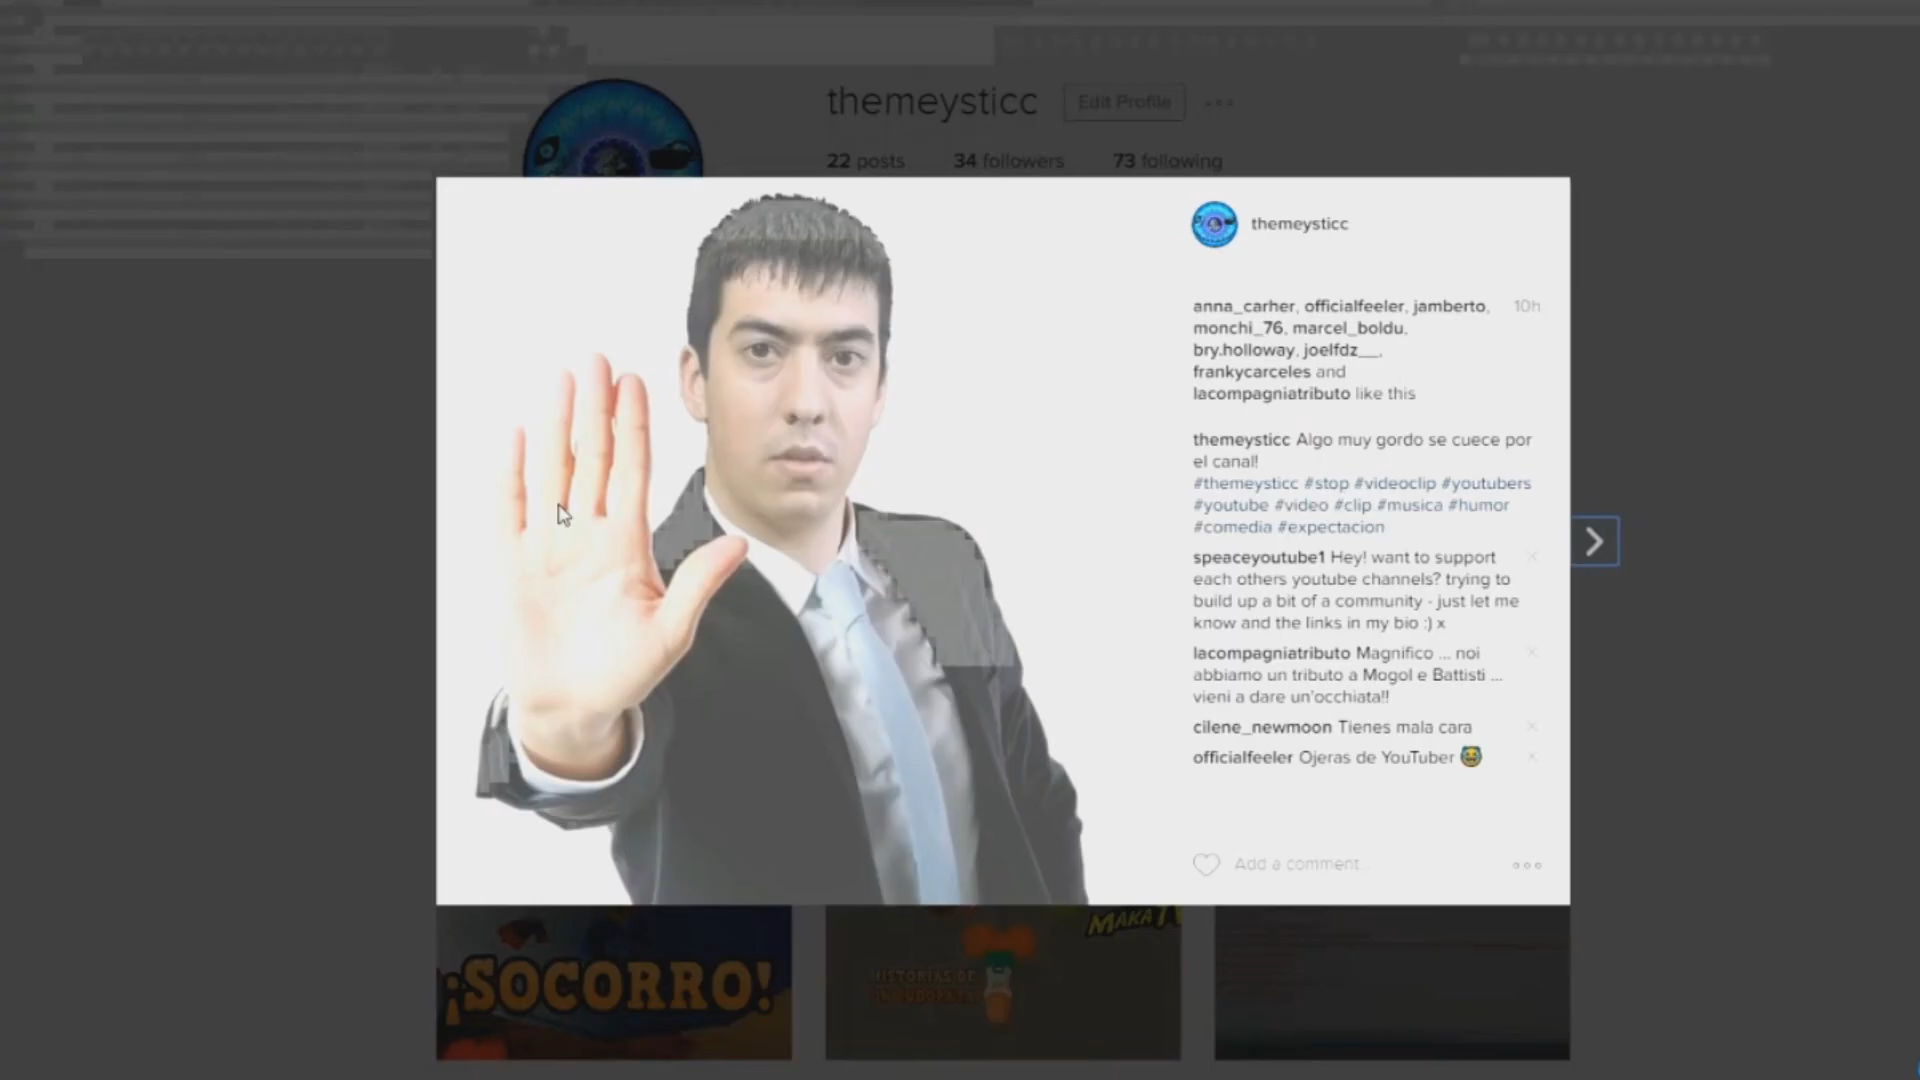 themeysticc Edit Profile
22 posts 34 followers 73 following
themeysticc
anna_carher, officialfeeler, jamberto, 10h
monchi_76, marcel_boldu,
bry.holloway, joelfdz__,
frankycarceles and
lacompagniatributo like this
themeysticc Algo muy gordo se cuece por
el canal!
#themeysticc #stop #videoclip #youtubers
#youtube #video #clip #musica #humor
#comedia #expectacion
speaceyoutube1 Hey! want to support
each others youtube channels? trying to
build up a bit of a community - just let me
know and the links in my bio :) x
lacompagniatributo Magnifico ... noi
abbiamo un tributo a Mogol e Battisti ...
vieni a dare un'occhiata!!
cilene_newmoon Tienes mala cara
officialfeeler Ojeras de YouTuber
Add a comment...
¡SOCORRO!
MAKA
HISTORIAS DE